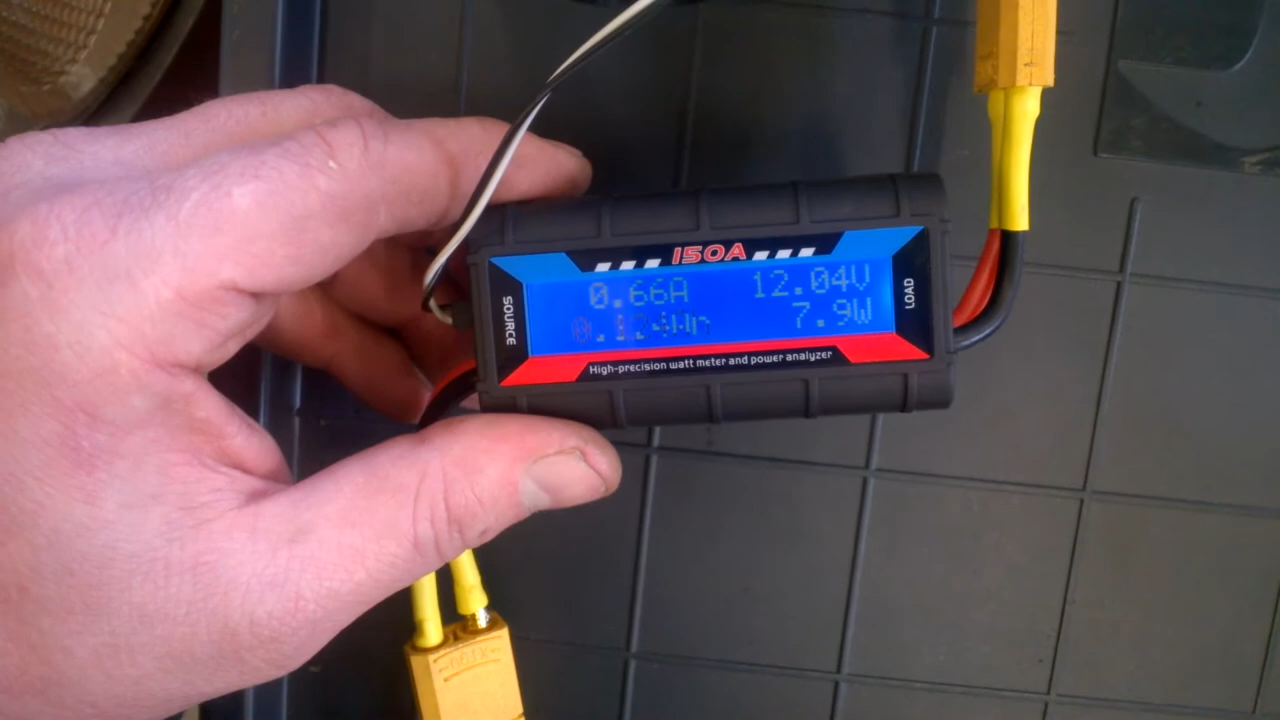 150A
SOURCE
0.66A 12.04V
7.9W
LOAD
High-precision watt meter and power analyzer